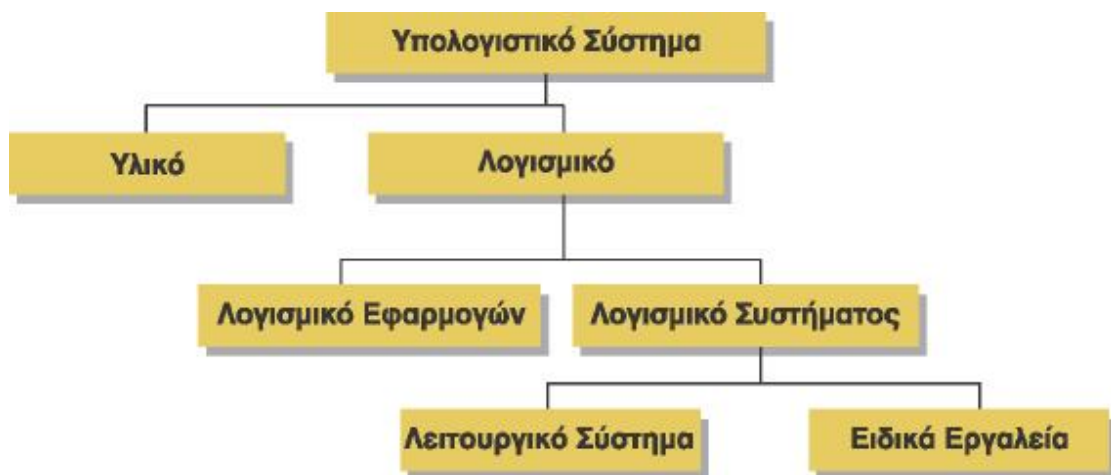 Υπολογιστικό Σύστημα
Υλικό
Λογισμικό
Λογισμικό Εφαρμογών
Λογισμικό Συστήματος
Λειτουργικό Σύστημα
Ειδικά Εργαλεία